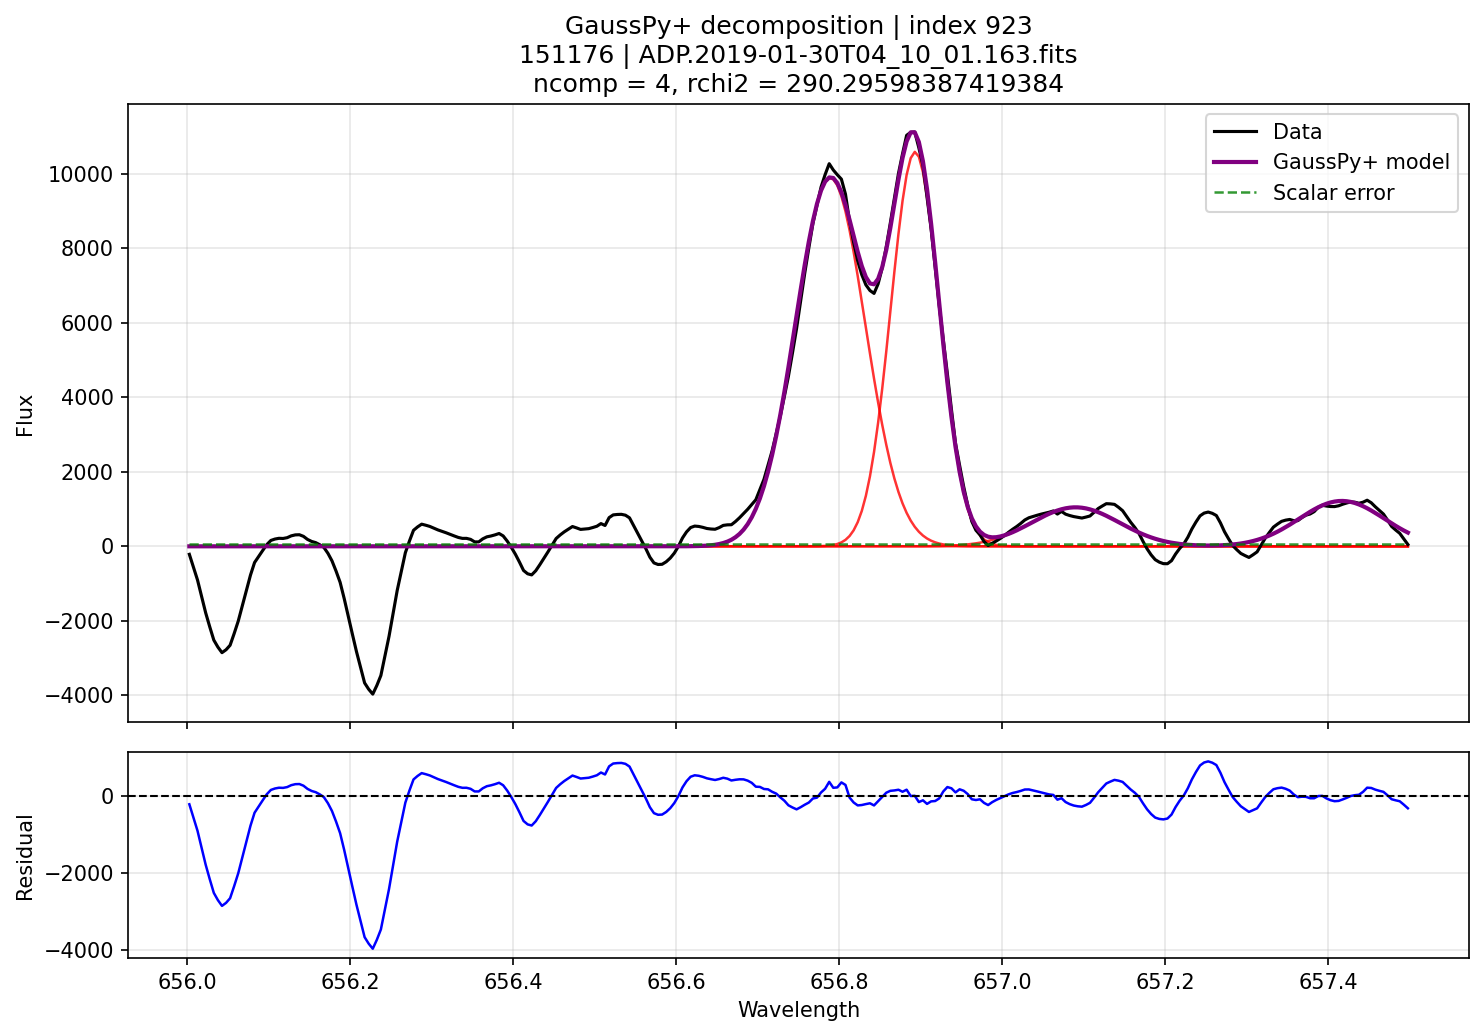 GaussPy+ decomposition | index 923
151176 | ADP.2019-01-30T04_10_01.163.fits
ncomp = 4, rchi2 = 290.29598387419384
Data
GaussPy+ model
Scalar error
10000
8000
6000
4000
2000
0
−2000
−4000
Flux
0
−2000
−4000
Residual
656.0 656.2 656.4 656.6 656.8 657.0 657.2 657.4
Wavelength